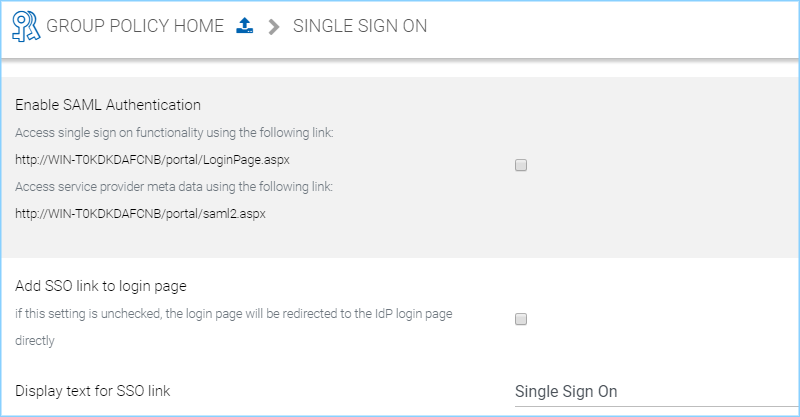 GROUP POLICY HOME SINGLE SIGN ON
Enable SAML Authentication
Access single sign on functionality using the following link:
http://WIN-T0KDKDAFCNB/portal/LoginPage.aspx
Access service provider meta data using the following link:
http://WIN-T0KDKDAFCNB/portal/saml2.aspx
Add SSO link to login page
if this setting is unchecked, the login page will be redirected to the IdP login page
directly
Display text for SSO link Single Sign On